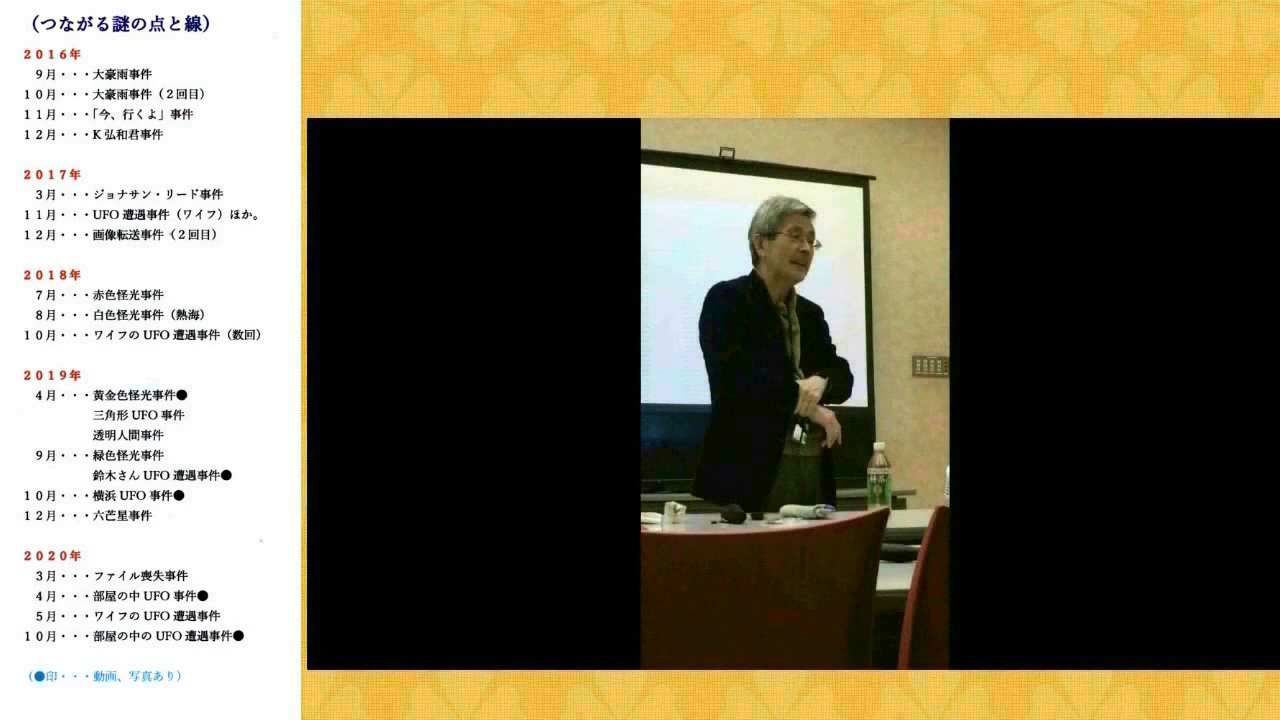 （つながる謎の点と線）
２０１６年
９月・・・大豪雨事件
１０月・・・大豪雨事件（２回目）
１１月・・・「今、行くよ」事件
１２月・・・K 弘和君事件
２０１７年
３月・・・ジョナサン・リード事件
１１月・・・UFO 遭遇事件（ワイフ）ほか。
１２月・・・画像転送事件（２回目）
２０１８年
７月・・・赤色怪光事件
８月・・・白色怪光事件（熱海）
１０月・・・ワイフの UFO 遭遇事件（数回）
２０１９年
４月・・・黄金色怪光事件●
三角形 UFO 事件
透明人間事件
９月・・・緑色怪光事件
鈴木さん UFO 遭遇事件●
１０月・・・横浜 UFO 事件●
１２月・・・六芒星事件
２０２０年
３月・・・ファイル喪失事件
４月・・・部屋の中 UFO 事件●
５月・・・ワイフの UFO 遭遇事件
１０月・・・部屋の中の UFO 遭遇事件●
（●印・・・動画、写真あり）